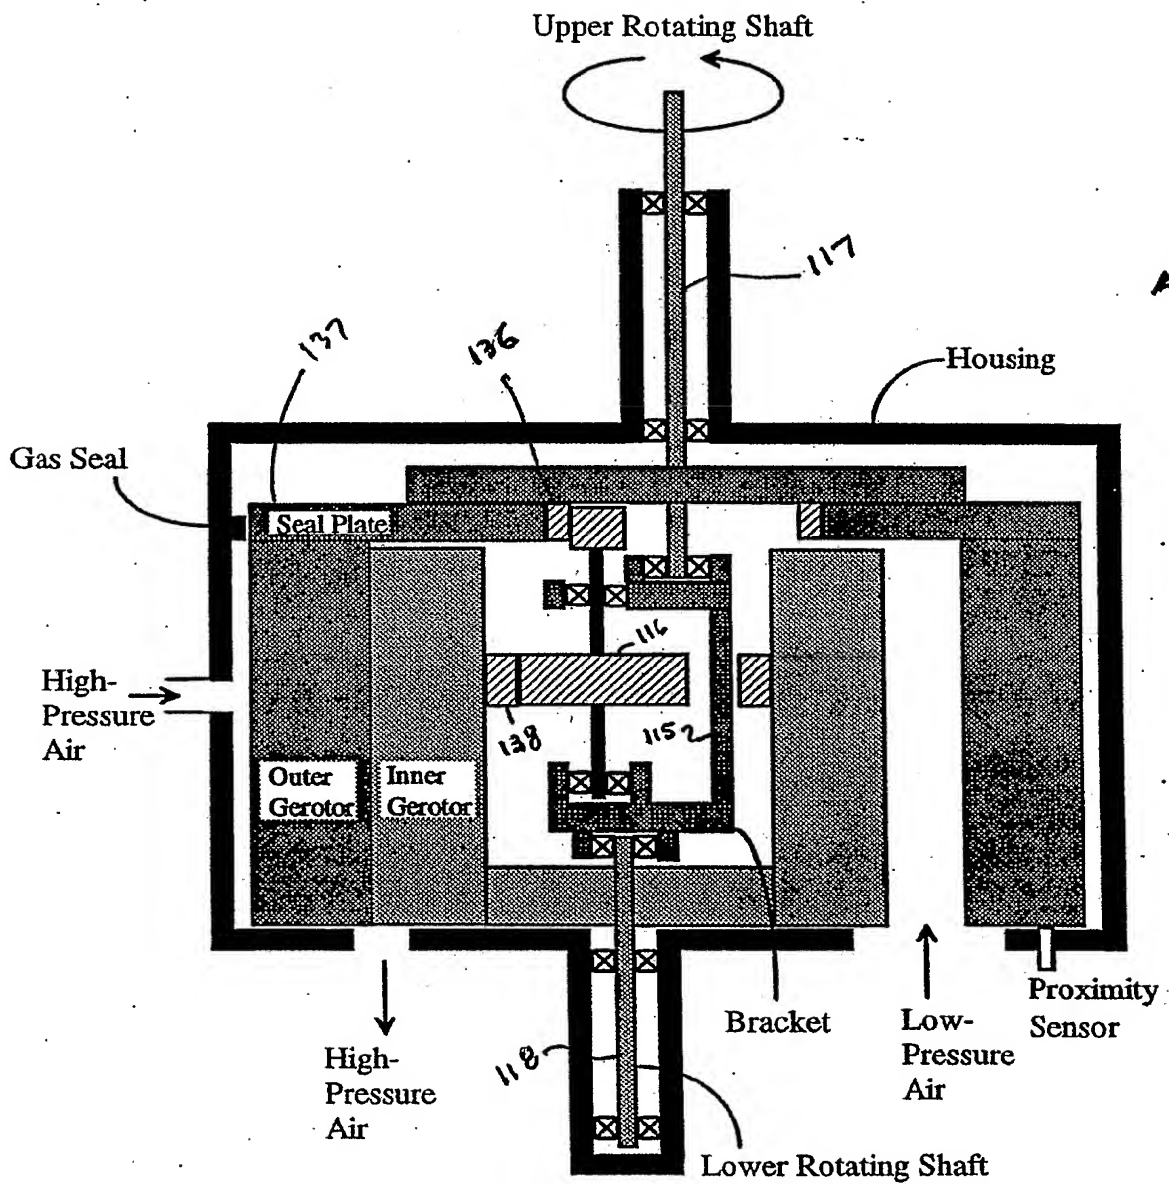 Upper Rotating Shaft
117
137
136
Housing
Gas Seal
Seal Plate
116
High-
Pressure
Air
138
115
Outer
Gerotor
Inner
Gerotor
Proximity
Sensor
Bracket
Low-
Pressure
Air
High-
Pressure
Air
118
Lower Rotating Shaft